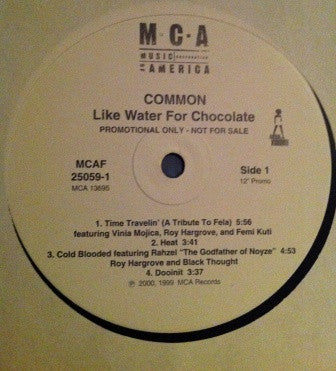 M·C·A
MUSIC CORPORATION
OF AMERICA
COMMON
Like Water For Chocolate
PROMOTIONAL ONLY - NOT FOR SALE
MCAF
25059-1
MCA 13695
Side 1
12" Promo
1. Time Travelin' (A Tribute To Fela) 5:56
featuring Vinia Mojica, Roy Hargrove, and Femi Kuti
2. Heat 3:41
3. Cold Blooded featuring Rahzel "The Godfather of Noyze" 4:53
Roy Hargrove and Black Thought
4. Dooinit 3:37
℗ 2000, 1999 MCA Records